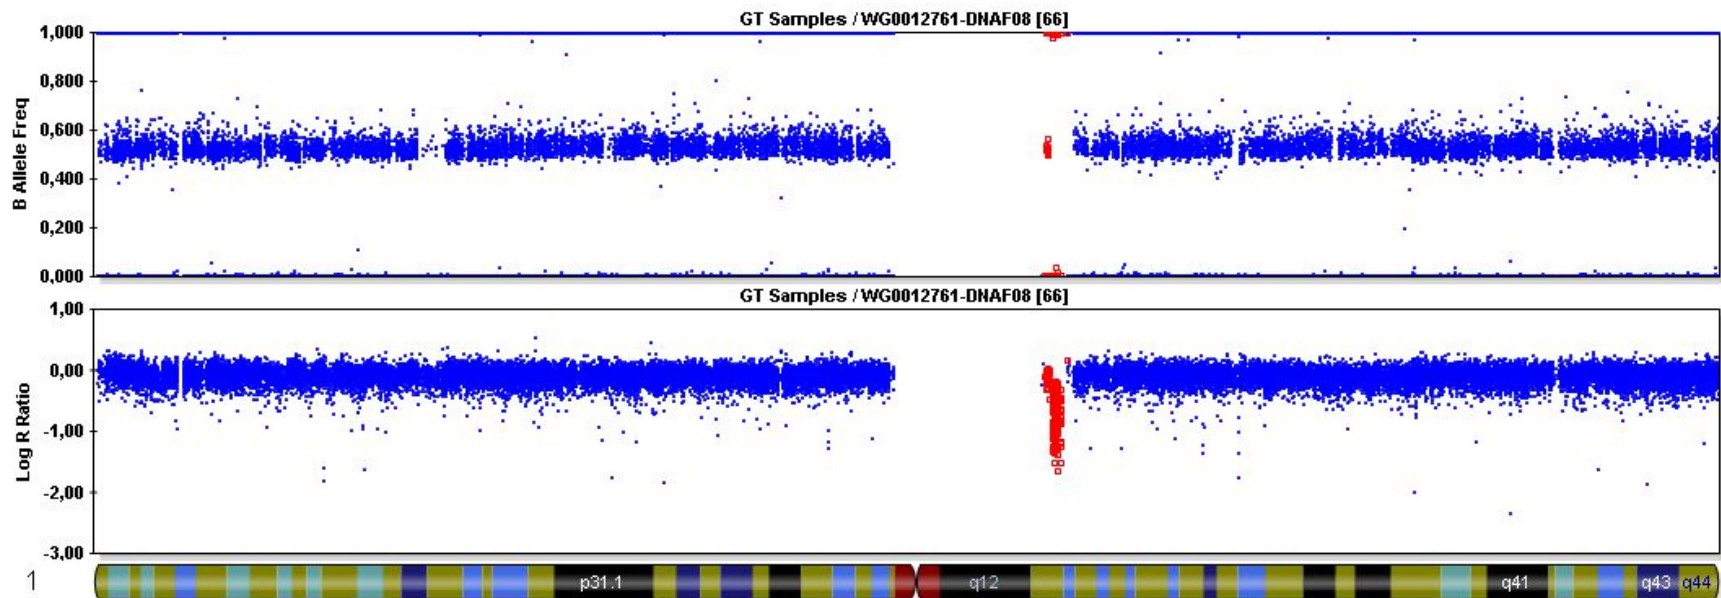 GT Samples / WG0012761-DNAF08 [66]
1,000
0,800
0,600
0,400
0,200
0,000
B Allele Freq
GT Samples / WG0012761-DNAF08 [66]
1,00
0,00
-1,00
-2,00
-3,00
Log R Ratio
1 p31.1 q12 q41 q43 q44